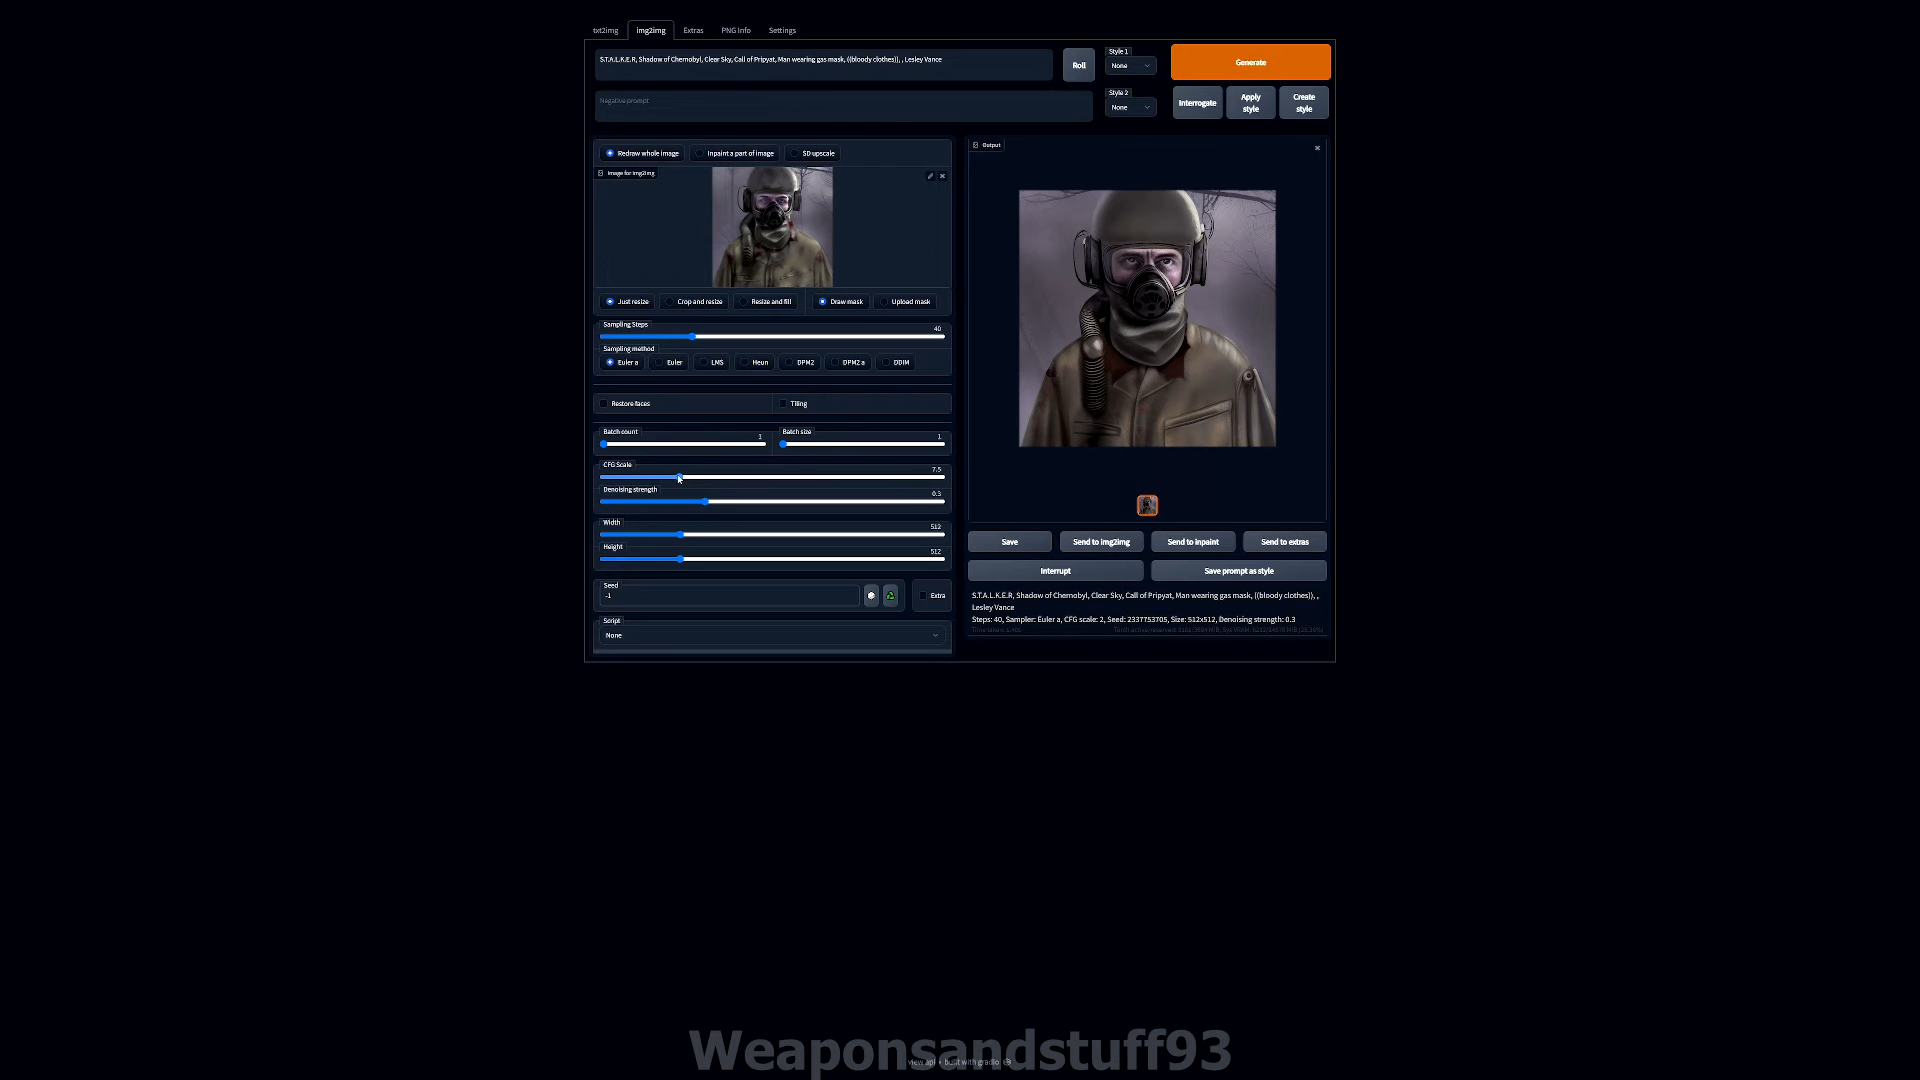 txt2img img2img Extras PNG Info Settings
S.T.A.L.K.E.R, Shadow of Chernobyl, Clear Sky, Call of Pripyat, Man wearing gas mask, ((bloody clothes)), , Lesley Vance
Roll
Style 1
None
Generate
Negative prompt
Style 2
None
Interrogate
Apply style
Create style
Redraw whole image Inpaint a part of image SD upscale
Image for img2img
Just resize Crop and resize Resize and fill Draw mask Upload mask
Sampling Steps 40
Sampling method
Euler a Euler LMS Heun DPM2 DPM2 a DDIM
Restore faces Tiling
Batch count 1 Batch size 1
CFG Scale 7.5
Denoising strength 0.3
Width 512
Height 512
Seed
-1
Extra
Script
None
Output
Save Send to img2img Send to inpaint Send to extras
Interrupt Save prompt as style
S.T.A.L.K.E.R, Shadow of Chernobyl, Clear Sky, Call of Pripyat, Man wearing gas mask, ((bloody clothes)), ,
Lesley Vance
Steps: 40, Sampler: Euler a, CFG scale: 2, Seed: 2337753705, Size: 512x512, Denoising strength: 0.3
Weaponsandstuff93
view api • built with gradio